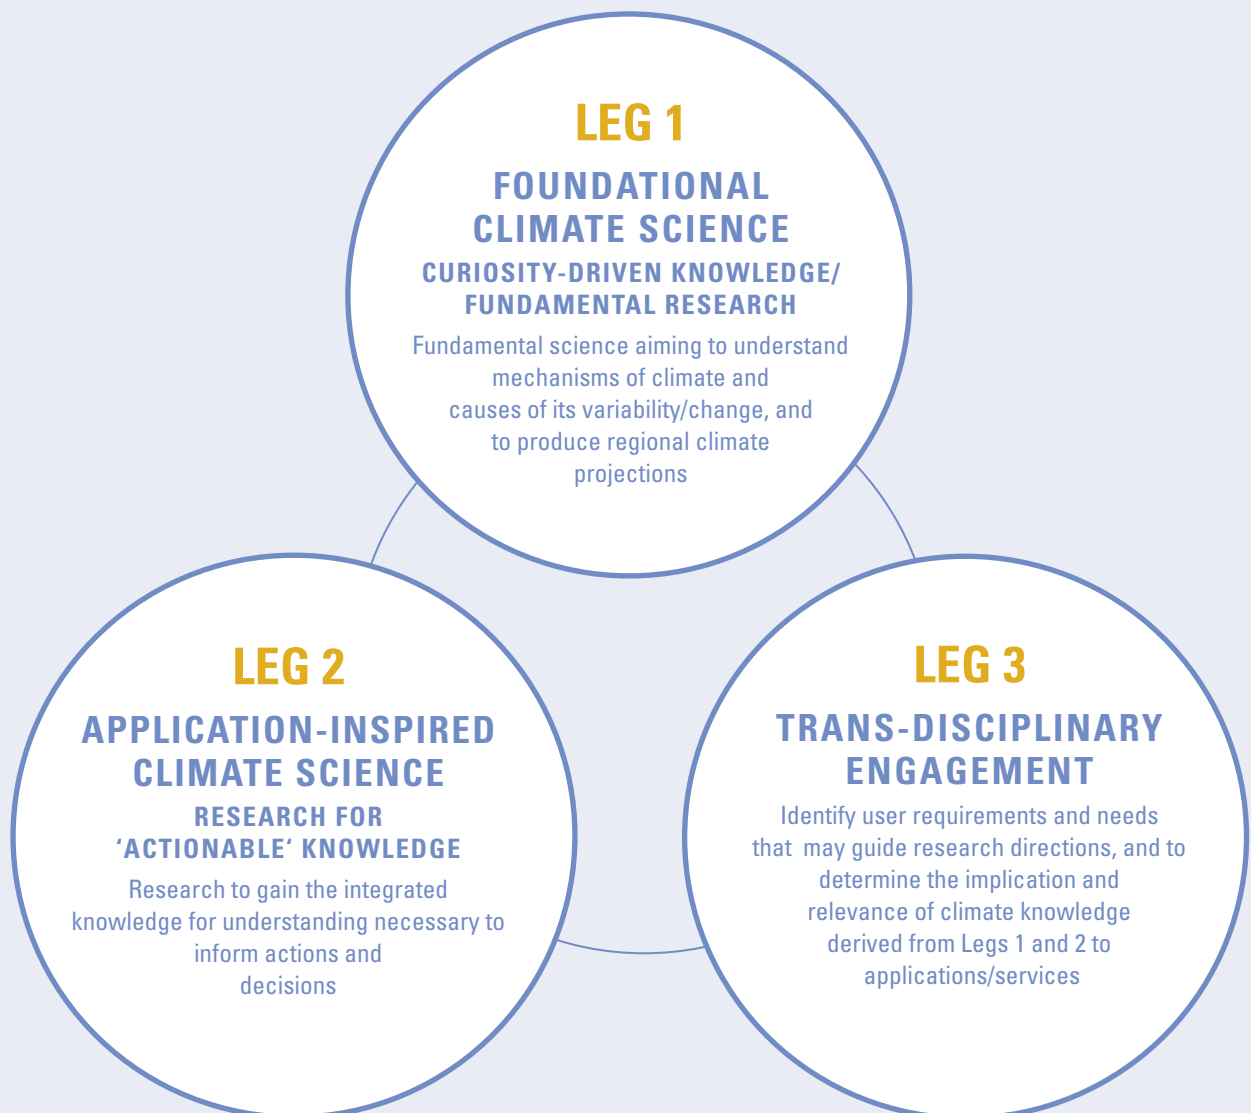 LEG 1
FOUNDATIONAL
CLIMATE SCIENCE
CURIOSITY-DRIVEN KNOWLEDGE/
FUNDAMENTAL RESEARCH
Fundamental science aiming to understand
mechanisms of climate and
causes of its variability/change, and
to produce regional climate
projections
LEG 2
APPLICATION-INSPIRED
CLIMATE SCIENCE
RESEARCH FOR
‘ACTIONABLE‘ KNOWLEDGE
Research to gain the integrated
knowledge for understanding necessary to
inform actions and
decisions
LEG 3
TRANS-DISCIPLINARY
ENGAGEMENT
Identify user requirements and needs
that  may guide research directions, and to
determine the implication and
relevance of climate knowledge
derived from Legs 1 and 2 to
applications/services